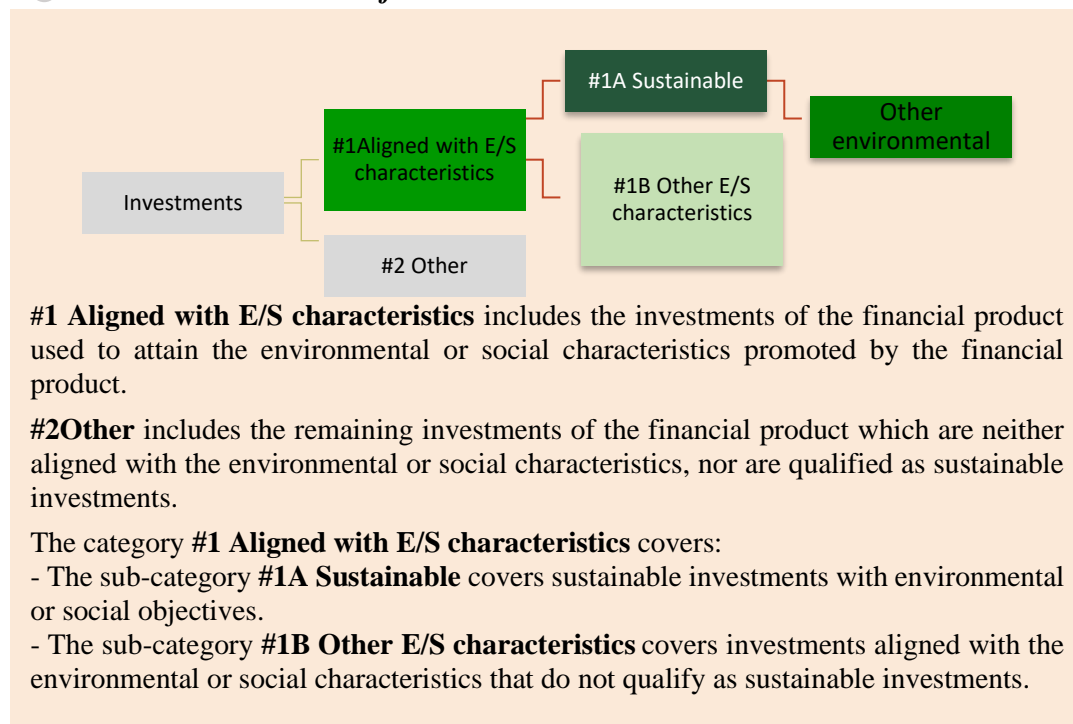 #1A Sustainable
Other
environmental
#1Aligned with E/S
characteristics
#1B Other E/S
characteristics
Investments
#2 Other
#1 Aligned with E/S characteristics includes the investments of the financial product
used to attain the environmental or social characteristics promoted by the financial
product.
#2Other includes the remaining investments of the financial product which are neither
aligned with the environmental or social characteristics, nor are qualified as sustainable
investments.
The category #1 Aligned with E/S characteristics covers:
- The sub-category #1A Sustainable covers sustainable investments with environmental
or social objectives.
- The sub-category #1B Other E/S characteristics covers investments aligned with the
environmental or social characteristics that do not qualify as sustainable investments.